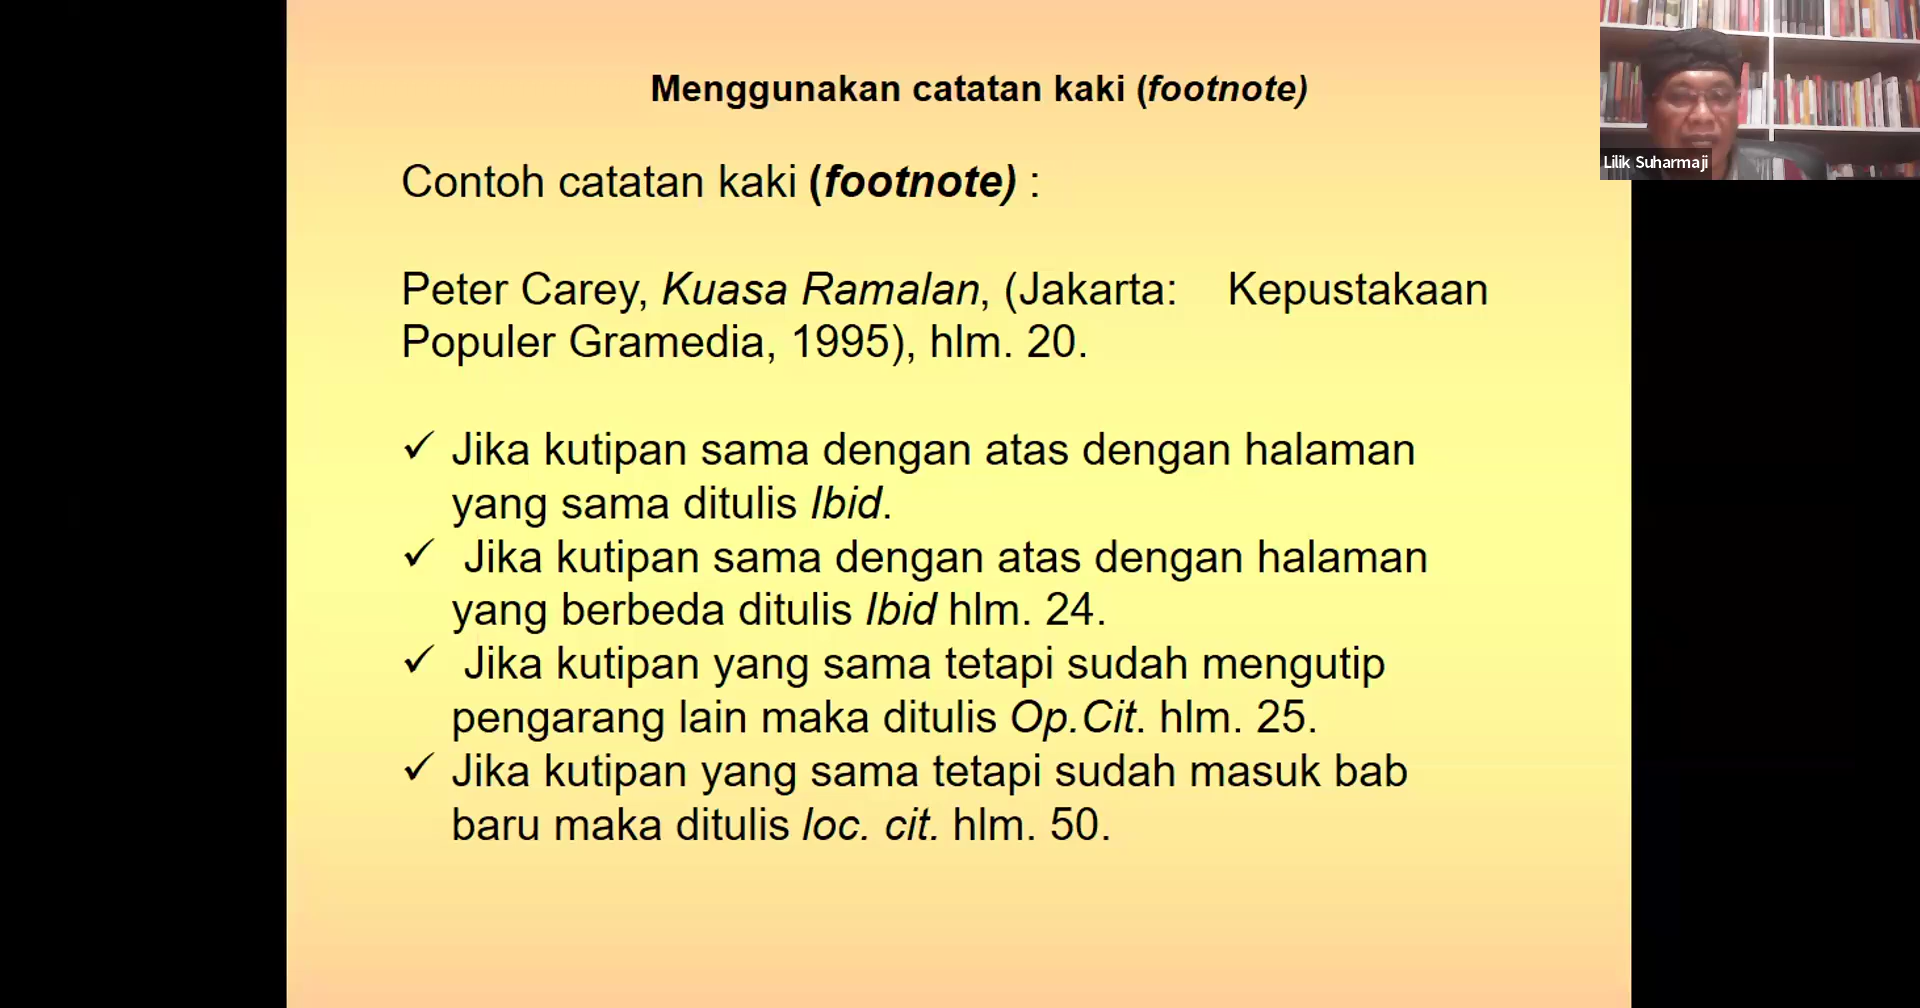 Menggunakan catatan kaki (footnote)
Lilik Suharmaji
Contoh catatan kaki (footnote) :
Peter Carey, Kuasa Ramalan, (Jakarta: Kepustakaan
Populer Gramedia, 1995), hlm. 20.
✓ Jika kutipan sama dengan atas dengan halaman
yang sama ditulis Ibid.
✓ Jika kutipan sama dengan atas dengan halaman
yang berbeda ditulis Ibid hlm. 24.
✓ Jika kutipan yang sama tetapi sudah mengutip
pengarang lain maka ditulis Op.Cit. hlm. 25.
✓ Jika kutipan yang sama tetapi sudah masuk bab
baru maka ditulis loc. cit. hlm. 50.